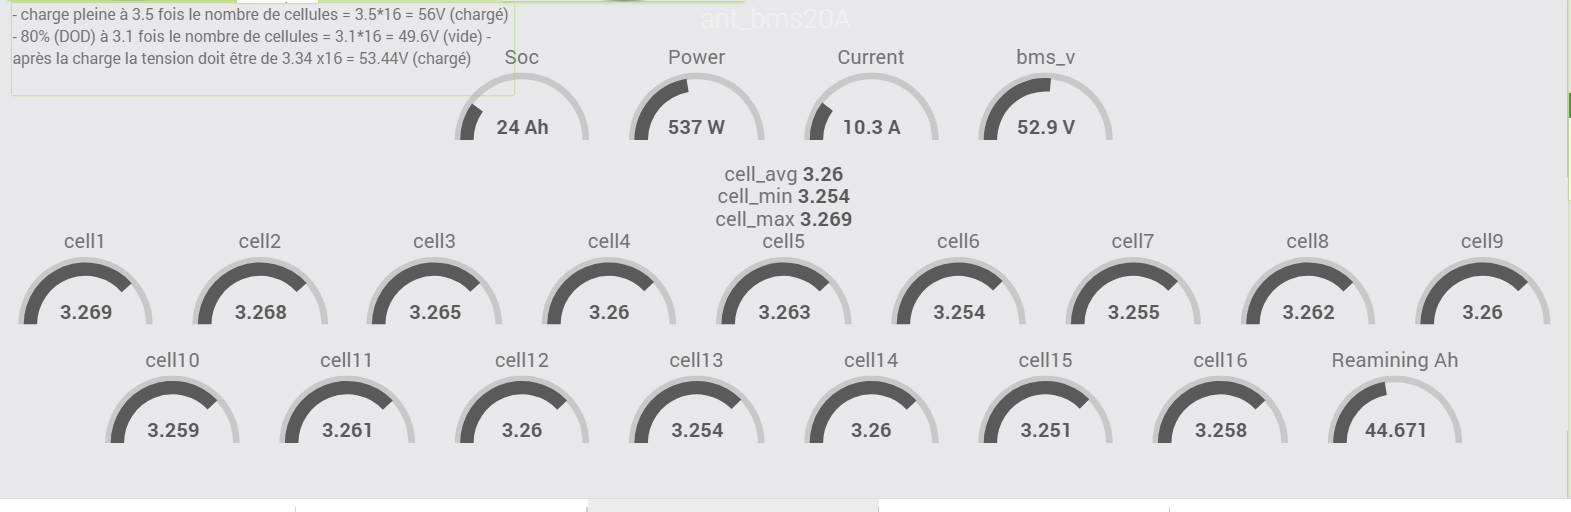 - charge pleine à 3.5 fois le nombre de cellules = 3.5*16 = 56V (chargé)
- 80% (DOD) à 3.1 fois le nombre de cellules = 3.1*16 = 49.6V (vide) -
après la charge la tension doit être de 3.34 x16 = 53.44V (chargé)
ant_bms20A
Soc Power Current bms_v
24 Ah 537 W 10.3 A 52.9 V
cell_avg 3.26
cell_min 3.254
cell_max 3.269
cell1 cell2 cell3 cell4 cell5 cell6 cell7 cell8 cell9
3.269 3.268 3.265 3.26 3.263 3.254 3.255 3.262 3.26
cell10 cell11 cell12 cell13 cell14 cell15 cell16 Reamining Ah
3.259 3.261 3.26 3.254 3.26 3.251 3.258 44.671